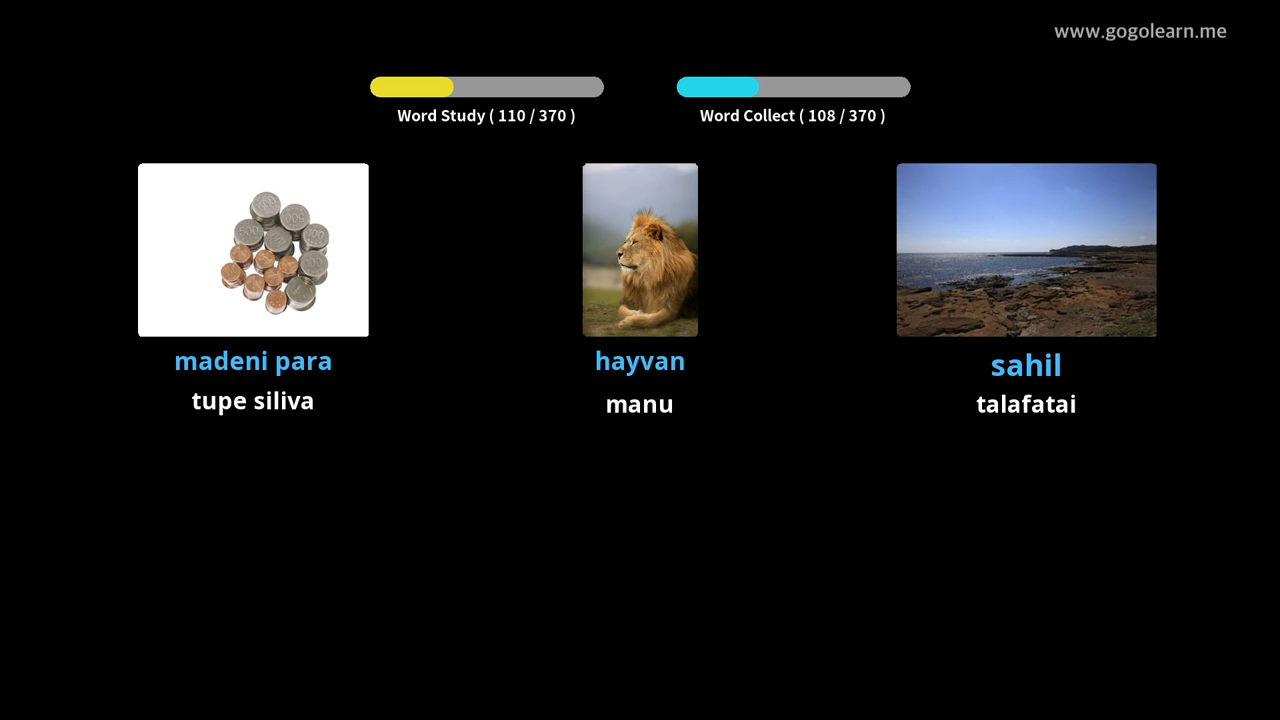 www.gogolearn.me
Word Study ( 110 / 370 )
Word Collect ( 108 / 370 )
madeni para
tupe siliva
hayvan
manu
sahil
talafatai